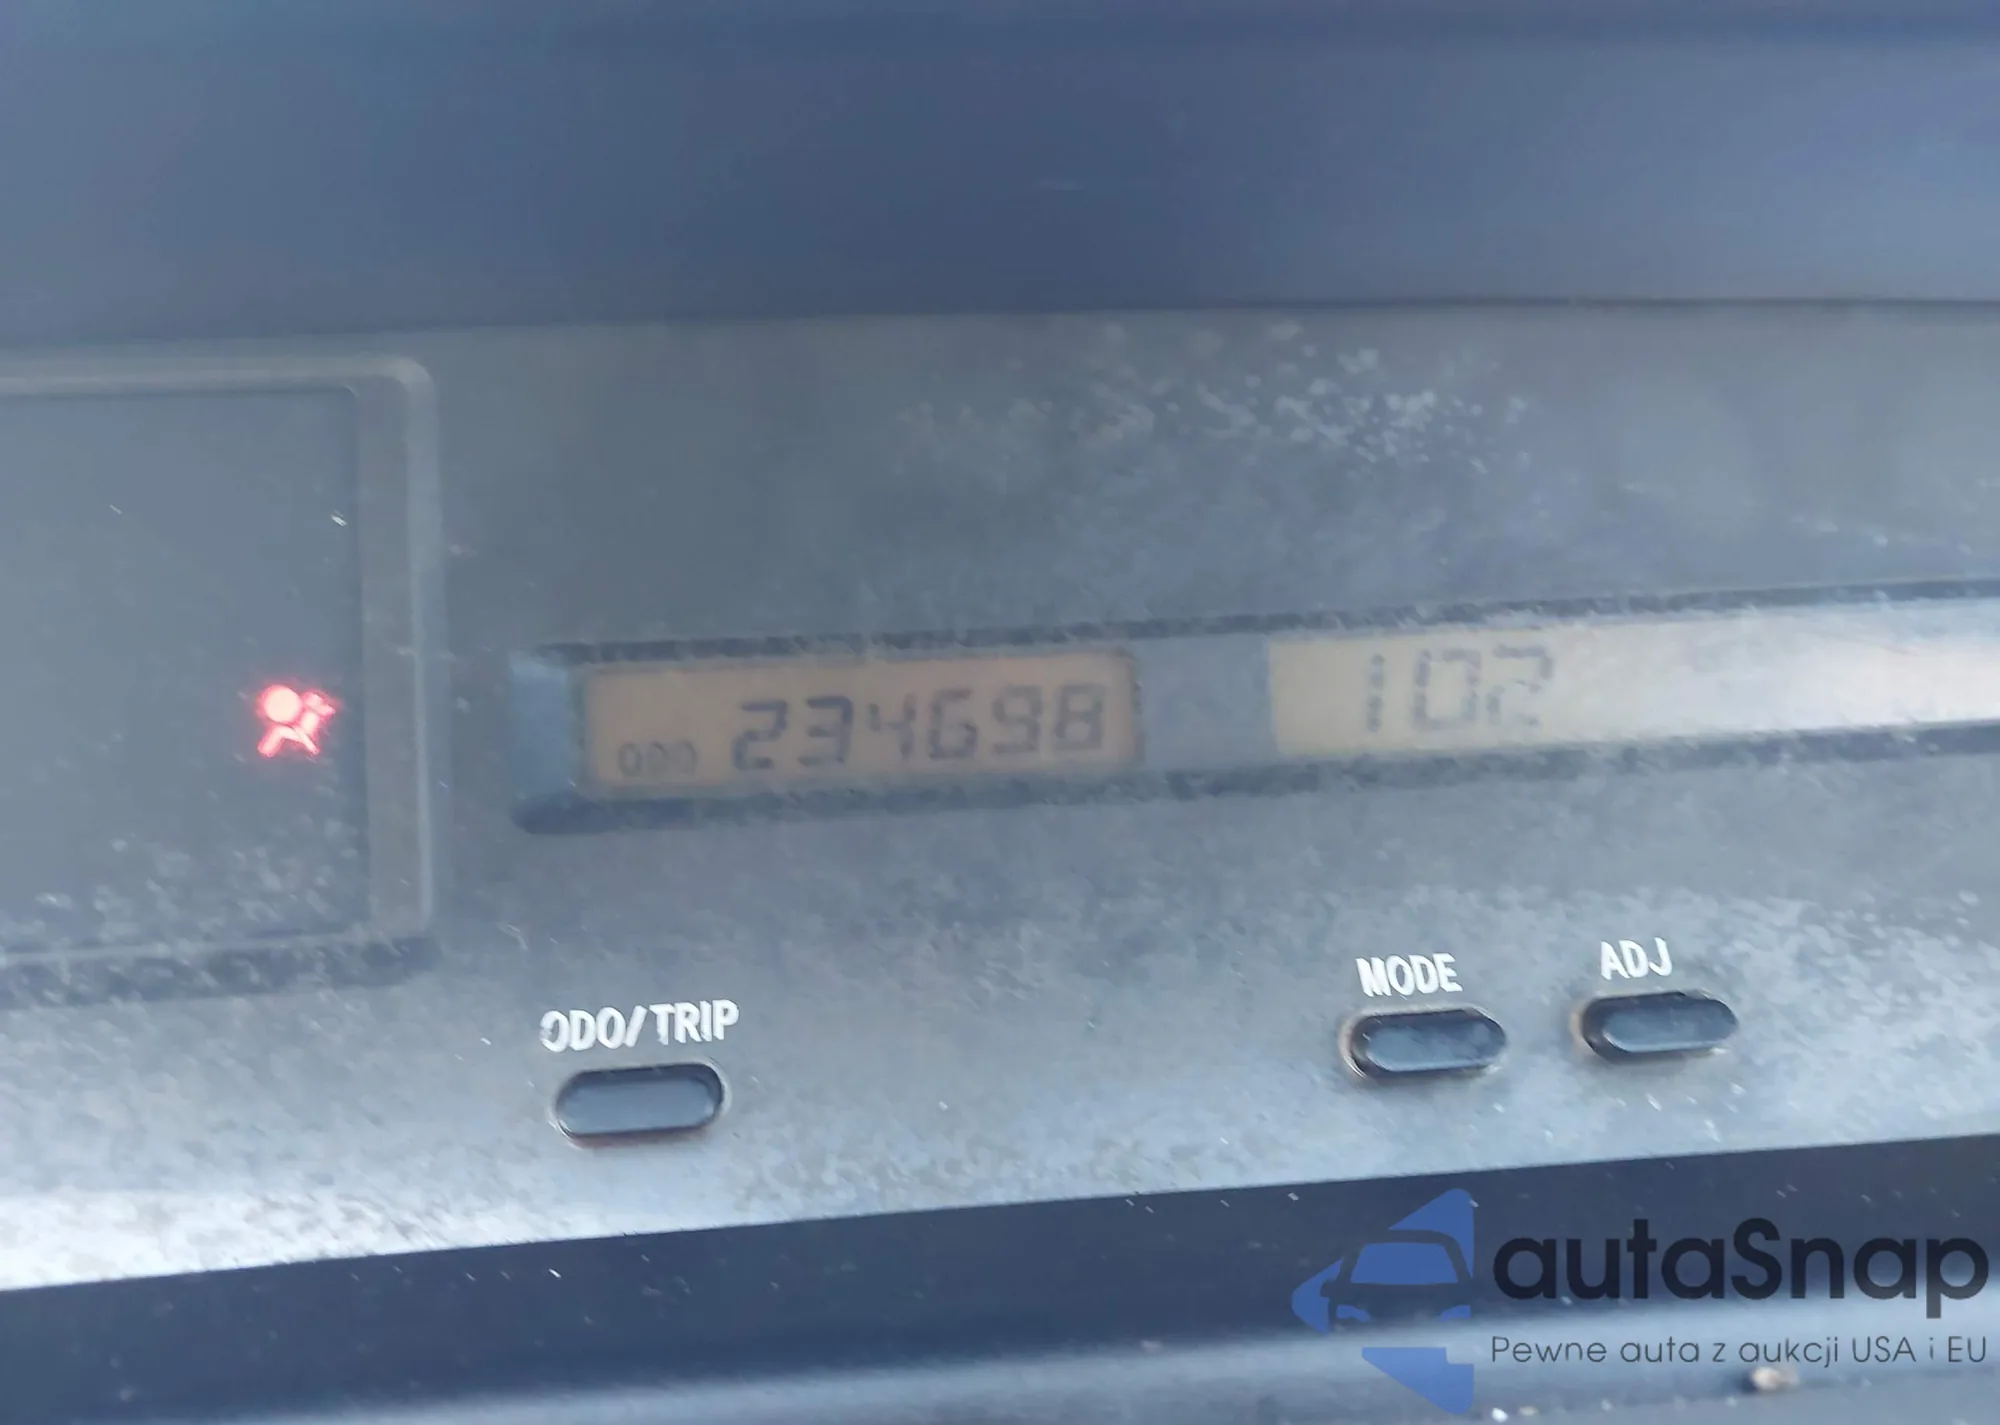 ODO 234698 102
MODE ADJ
ODO/TRIP
autaSnap
Pewne auta z aukcji USA i EU